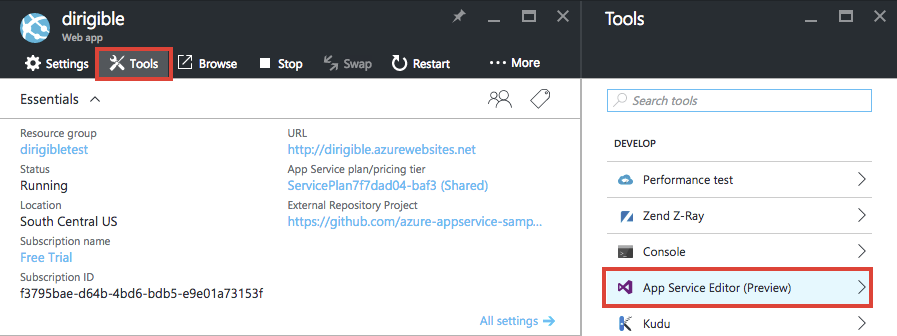 dirigible
Web app
Settings
Tools
Browse
Stop
Swap
Restart
More
Essentials
Resource group
dirigibletest
Status
Running
Location
South Central US
Subscription name
Free Trial
Subscription ID
f3795bae-d64b-4bd6-bdb5-e9e01a73153f
URL
http://dirigible.azurewebsites.net
App Service plan/pricing tier
ServicePlan7f7dad04-baf3 (Shared)
External Repository Project
https://github.com/azure-appservice-samp...
All settings
Tools
Search tools
DEVELOP
Performance test
Zend Z-Ray
Console
App Service Editor (Preview)
Kudu